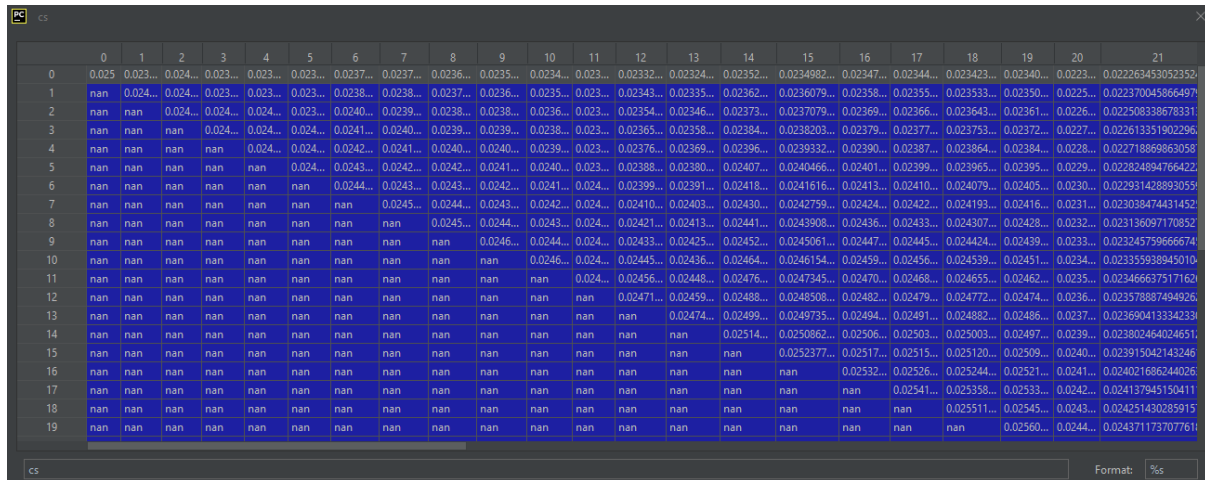 PC cs
0 1 2 3 4 5 6 7 8 9 10 11 12 13 14 15 16 17 18 19 20 21
0 0.025 0.023... 0.024... 0.023... 0.023... 0.023... 0.0237... 0.0237... 0.0236... 0.0235... 0.0234... 0.023... 0.02332... 0.02324... 0.02352... 0.0234982... 0.02347... 0.02344... 0.023423... 0.02340... 0.0223... 0.0222634530523524
1 nan 0.024... 0.024... 0.023... 0.023... 0.023... 0.0238... 0.0238... 0.0237... 0.0236... 0.0235... 0.023... 0.02343... 0.02335... 0.02362... 0.0236079... 0.02358... 0.02355... 0.023533... 0.02350... 0.0225... 0.022370045866497
2 nan nan 0.024... 0.024... 0.024... 0.023... 0.0240... 0.0239... 0.0238... 0.0238... 0.0236... 0.023... 0.02354... 0.02346... 0.02373... 0.0237079... 0.02369... 0.02366... 0.023643... 0.02361... 0.0226... 0.022508338678331
3 nan nan nan 0.024... 0.024... 0.024... 0.0241... 0.0240... 0.0239... 0.0239... 0.0238... 0.023... 0.02365... 0.02358... 0.02384... 0.0238203... 0.02379... 0.02377... 0.023753... 0.02372... 0.0227... 0.022613351902296
4 nan nan nan nan 0.024... 0.024... 0.0242... 0.0241... 0.0240... 0.0240... 0.0239... 0.023... 0.02376... 0.02369... 0.02396... 0.0239332... 0.02390... 0.02387... 0.023864... 0.02384... 0.0228... 0.022718869863058
5 nan nan nan nan nan 0.024... 0.0243... 0.0242... 0.0242... 0.0241... 0.0240... 0.023... 0.02388... 0.02380... 0.02407... 0.0240466... 0.02401... 0.02399... 0.023965... 0.02395... 0.0229... 0.022824894766422
6 nan nan nan nan nan nan 0.0244... 0.0243... 0.0243... 0.0242... 0.0241... 0.024... 0.02399... 0.02391... 0.02418... 0.0241616... 0.02413... 0.02410... 0.024079... 0.02405... 0.0230... 0.022931428893055
7 nan nan nan nan nan nan nan 0.0245... 0.0244... 0.0243... 0.0242... 0.024... 0.02410... 0.02403... 0.02430... 0.0242759... 0.02424... 0.02422... 0.024193... 0.02416... 0.0231... 0.023038474431452
8 nan nan nan nan nan nan nan nan 0.0245... 0.0244... 0.0243... 0.024... 0.02421... 0.02413... 0.02441... 0.0243908... 0.02436... 0.02433... 0.024307... 0.02428... 0.0232... 0.023136097170852
9 nan nan nan nan nan nan nan nan nan 0.0246... 0.0244... 0.024... 0.02433... 0.02425... 0.02452... 0.0245061... 0.02447... 0.02445... 0.024424... 0.02439... 0.0233... 0.023245759666674
10 nan nan nan nan nan nan nan nan nan nan 0.0246... 0.024... 0.02445... 0.02436... 0.02464... 0.0246154... 0.02459... 0.02456... 0.024539... 0.02451... 0.0234... 0.023355938945010
11 nan nan nan nan nan nan nan nan nan nan nan 0.024... 0.02456... 0.02448... 0.02476... 0.0247345... 0.02470... 0.02468... 0.024655... 0.02462... 0.0235... 0.023466637517162
12 nan nan nan nan nan nan nan nan nan nan nan nan 0.02471... 0.02459... 0.02488... 0.0248508... 0.02482... 0.02479... 0.024772... 0.02474... 0.0236... 0.023578874949262
13 nan nan nan nan nan nan nan nan nan nan nan nan nan 0.02474... 0.02499... 0.0249735... 0.02494... 0.02491... 0.024882... 0.02486... 0.0237... 0.023690413334233
14 nan nan nan nan nan nan nan nan nan nan nan nan nan nan 0.02514... 0.0250862... 0.02506... 0.02503... 0.025003... 0.02497... 0.0239... 0.023802464024651
15 nan nan nan nan nan nan nan nan nan nan nan nan nan nan nan 0.0252377... 0.02517... 0.02515... 0.025120... 0.02509... 0.0240... 0.023915042143246
16 nan nan nan nan nan nan nan nan nan nan nan nan nan nan nan nan 0.02532... 0.02526... 0.025244... 0.02521... 0.0241... 0.024021686244026
17 nan nan nan nan nan nan nan nan nan nan nan nan nan nan nan nan nan 0.02541... 0.025358... 0.02533... 0.0242... 0.024137945150411
18 nan nan nan nan nan nan nan nan nan nan nan nan nan nan nan nan nan nan 0.025511... 0.02545... 0.0243... 0.024251430285915
19 nan nan nan nan nan nan nan nan nan nan nan nan nan nan nan nan nan nan nan 0.02560... 0.0244... 0.024371173707761
cs Format: %s